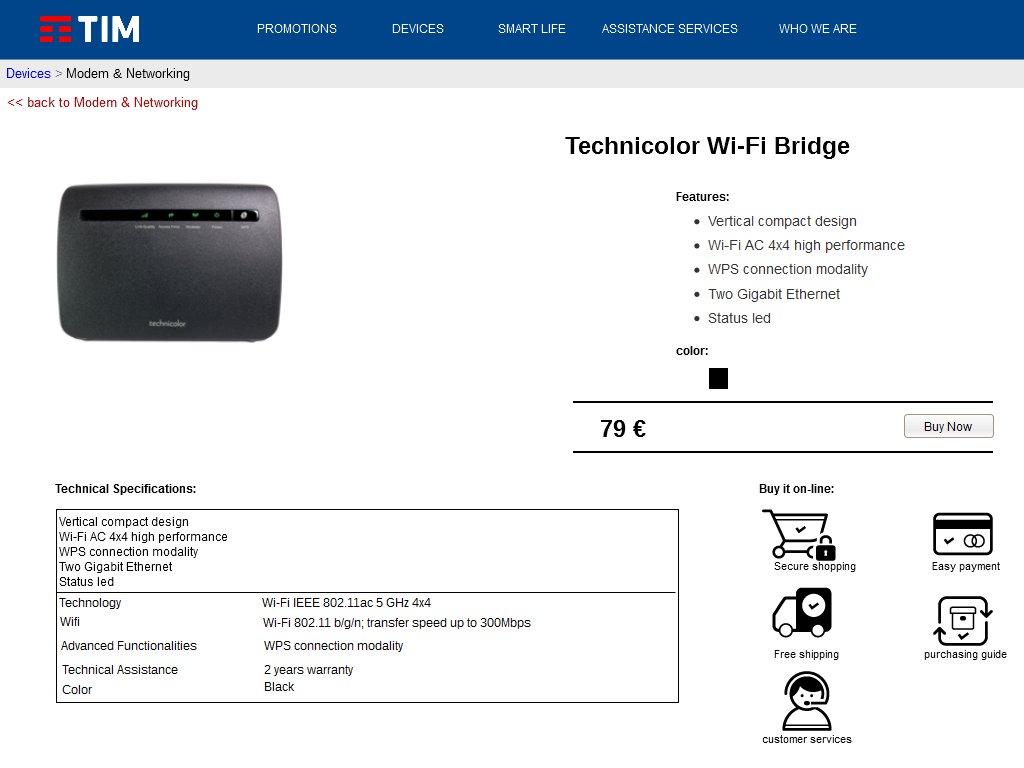 TIM
PROMOTIONS DEVICES SMART LIFE ASSISTANCE SERVICES WHO WE ARE
Devices > Modem & Networking
<< back to Modem & Networking
Technicolor Wi-Fi Bridge
Features:
• Vertical compact design
• Wi-Fi AC 4x4 high performance
• WPS connection modality
• Two Gigabit Ethernet
• Status led
color:
technicolor
79 €
Buy Now
Technical Specifications:
Vertical compact design
Wi-Fi AC 4x4 high performance
WPS connection modality
Two Gigabit Ethernet
Status led
Technology Wi-Fi IEEE 802.11ac 5 GHz 4x4
Wifi Wi-Fi 802.11 b/g/n; transfer speed up to 300Mbps
Advanced Functionalities WPS connection modality
Technical Assistance 2 years warranty
Color Black
Buy it on-line:
Secure shopping
Easy payment
Free shipping
purchasing guide
customer services